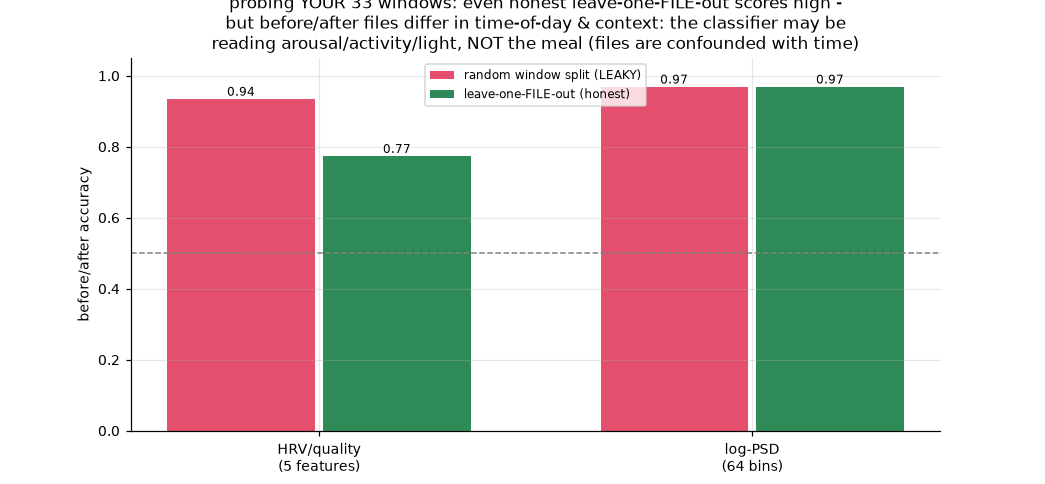 probing YOUR 33 windows: even honest leave-one-FILE-out scores high -
but before/after files differ in time-of-day & context: the classifier may be
reading arousal/activity/light, NOT the meal (files are confounded with time)
random window split (LEAKY)
leave-one-FILE-out (honest)
0.94
0.77
0.97
0.97
1.0
0.8
0.6
0.4
0.2
0.0
before/after accuracy
HRV/quality
(5 features)
log-PSD
(64 bins)